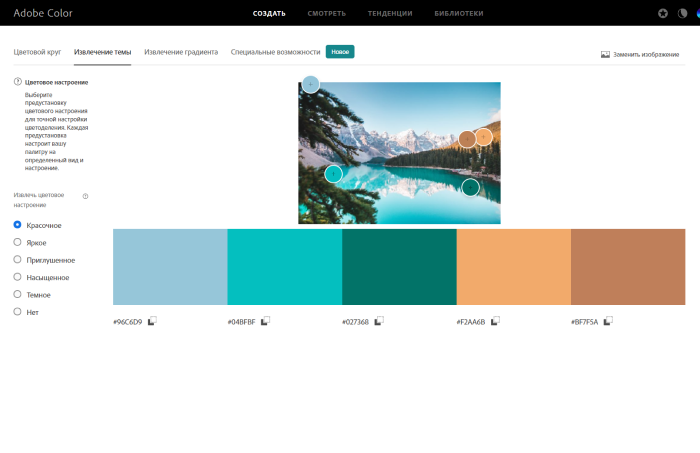 Adobe Color
СОЗДАТЬ
СМОТРЕТЬ
ТЕНДЕНЦИИ
БИБЛИОТЕКИ
Цветовой круг
Извлечение темы
Извлечение градиента
Специальные возможности
Новое
Заменить изображение
Цветовое настроение
Выберите
предустановку
цветового настроения
для точной настройки
цветоделения. Каждая
предустановка
настроит вашу
палитру на
определенный вид и
настроение.
Извлечь цветовое
настроение
Красочное
Яркое
Приглушенное
Насыщенное
Темное
Нет
#96C6D9
#04BFBF
#027368
#F2AA6B
#BF7F5A